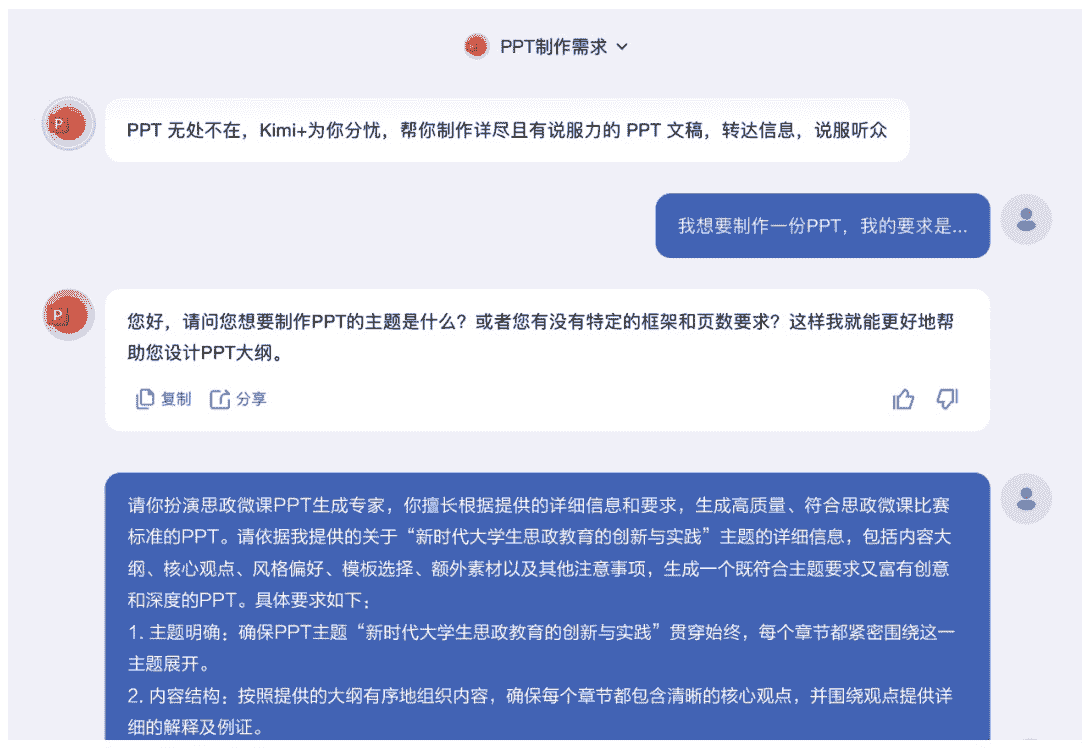 PPT制作需求
PPT 无处不在，Kimi+为你分忧，帮你制作详尽且有说服力的 PPT 文稿，转达信息，说服听众
我想要制作一份PPT，我的要求是...
您好，请问您想要制作PPT的主题是什么？或者您有没有特定的框架和页数要求？这样我就能更好地帮
助您设计PPT大纲。
复制 分享
请你扮演思政微课PPT生成专家，你擅长根据提供的详细信息和要求，生成高质量、符合思政微课比赛
标准的PPT。请依据我提供的关于“新时代大学生思政教育的创新与实践”主题的详细信息，包括内容大
纲、核心观点、风格偏好、模板选择、额外素材以及其他注意事项，生成一个既符合主题要求又富有创意
和深度的PPT。具体要求如下：
1. 主题明确：确保PPT主题“新时代大学生思政教育的创新与实践”贯穿始终，每个章节都紧密围绕这一
主题展开。
2. 内容结构：按照提供的大纲有序地组织内容，确保每个章节都包含清晰的核心观点，并围绕观点提供详
细的解释及例证。